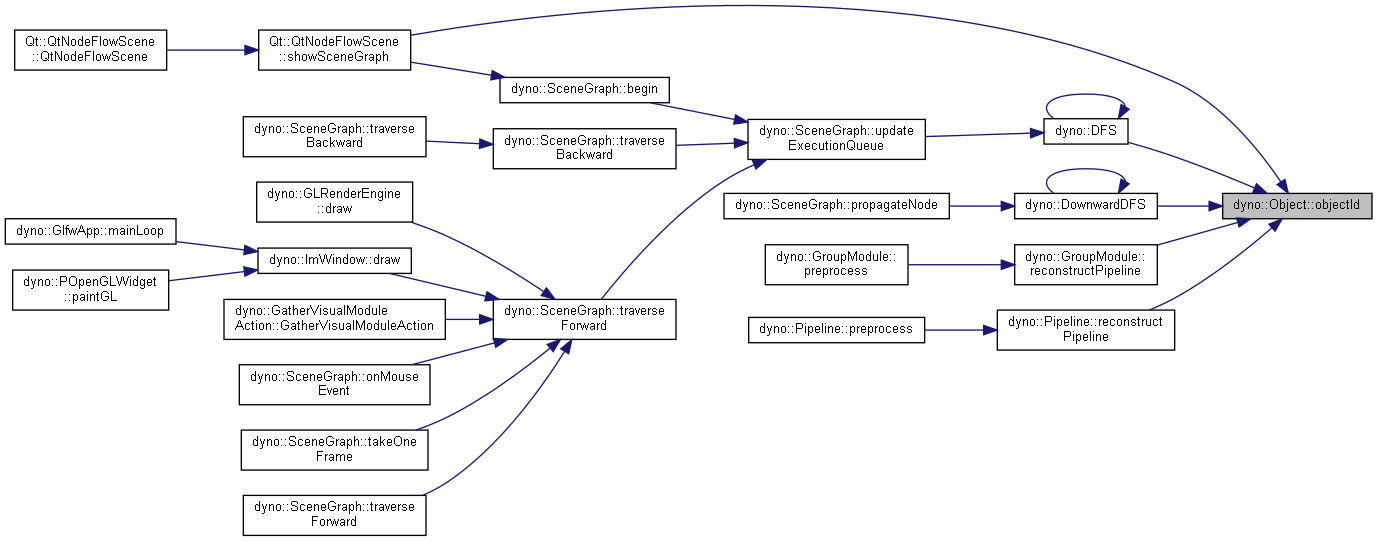 Qt::QtNodeFlowScene
::QtNodeFlowScene
Qt::QtNodeFlowScene
::showSceneGraph
dyno::SceneGraph::begin
dyno::SceneGraph::traverse
Backward
dyno::SceneGraph::traverse
Backward
dyno::SceneGraph::update
ExecutionQueue
dyno::DFS
dyno::GLRenderEngine
::draw
dyno::SceneGraph::propagateNode
dyno::DownwardDFS
dyno::Object::objectId
dyno::GlfwApp::mainLoop
dyno::ImWindow::draw
dyno::POpenGLWidget
::paintGL
dyno::GroupModule::
preprocess
dyno::GroupModule::
reconstructPipeline
dyno::GatherVisualModule
Action::GatherVisualModuleAction
dyno::SceneGraph::traverse
Forward
dyno::Pipeline::preprocess
dyno::Pipeline::reconstruct
Pipeline
dyno::SceneGraph::onMouse
Event
dyno::SceneGraph::takeOne
Frame
dyno::SceneGraph::traverse
Forward